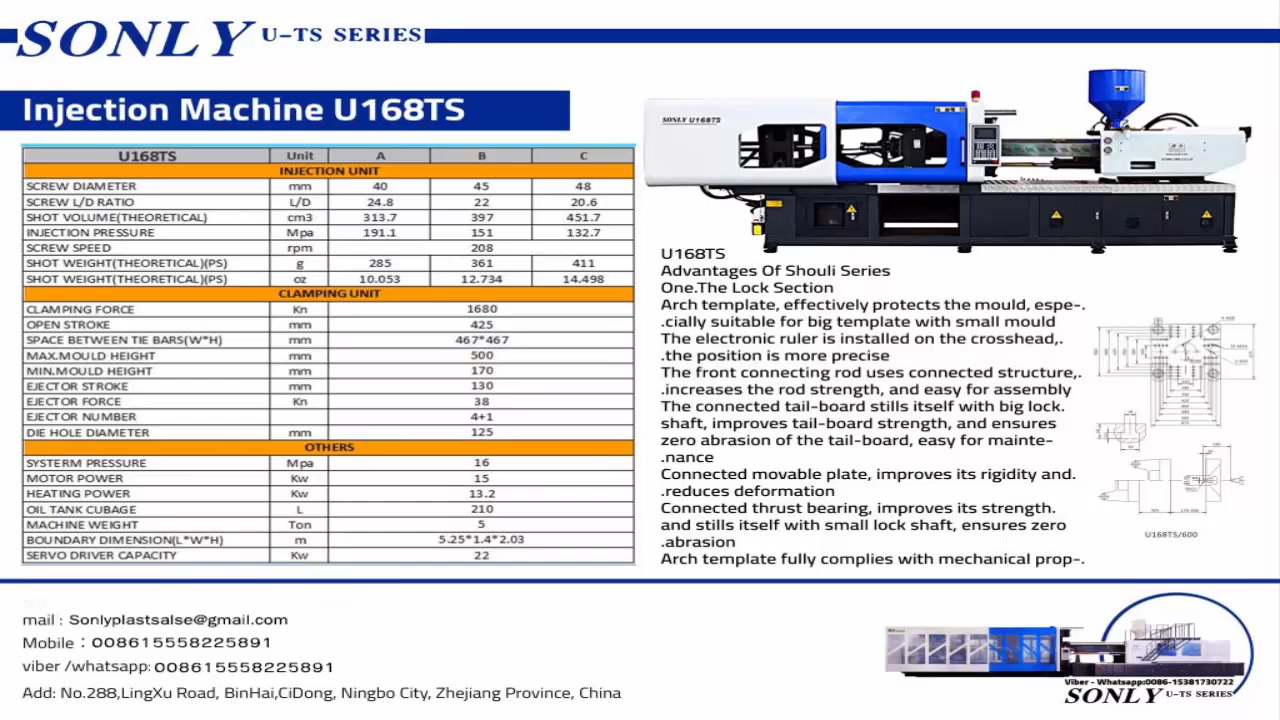 SONLY U-TS SERIES
Injection Machine U168TS
U168TS Unit A B C
INJECTION UNIT
SCREW DIAMETER mm 40 45 48
SCREW L/D RATIO L/D 24.8 22 20.6
SHOT VOLUME(THEORETICAL) cm3 313.7 397 451.7
INJECTION PRESSURE Mpa 191.1 151 132.7
SCREW SPEED rpm 208
SHOT WEIGHT(THEORETICAL)(PS) g 285 361 411
SHOT WEIGHT(THEORETICAL)(PS) oz 10.053 12.734 14.498
CLAMPING UNIT
CLAMPING FORCE Kn 1680
OPEN STROKE mm 425
SPACE BETWEEN TIE BARS(W*H) mm 467*467
MAX.MOULD HEIGHT mm 500
MIN.MOULD HEIGHT mm 170
EJECTOR STROKE mm 130
EJECTOR FORCE Kn 38
EJECTOR NUMBER 4+1
DIE HOLE DIAMETER mm 125
OTHERS
SYSTERM PRESSURE Mpa 16
MOTOR POWER Kw 15
HEATING POWER Kw 13.2
OIL TANK CUBAGE L 210
MACHINE WEIGHT Ton 5
BOUNDARY DIMENSION(L*W*H) m 5.25*1.4*2.03
SERVO DRIVER CAPACITY Kw 22
SONLY U168TS
U168TS
Advantages Of Shouli Series
One.The Lock Section
Arch template, effectively protects the mould, espe-.
.cially suitable for big template with small mould
The electronic ruler is installed on the crosshead,.
.the position is more precise
The front connecting rod uses connected structure,.
.increases the rod strength, and easy for assembly
The connected tail-board stills itself with big lock.
shaft, improves tail-board strength, and ensures
zero abrasion of the tail-board, easy for mainte-
.nance
Connected movable plate, improves its rigidity and.
.reduces deformation
Connected thrust bearing, improves its strength.
and stills itself with small lock shaft, ensures zero
.abrasion
Arch template fully complies with mechanical prop-.
U168TS/600
mail : Sonlyplastsalse@gmail.com
Mobile : 008615558225891
viber /whatsapp: 008615558225891
Add: No.288,LingXu Road, BinHai,CiDong, Ningbo City, Zhejiang Province, China
Viber - Whatsapp:0086-15381730722
SONLY U-TS SERIES